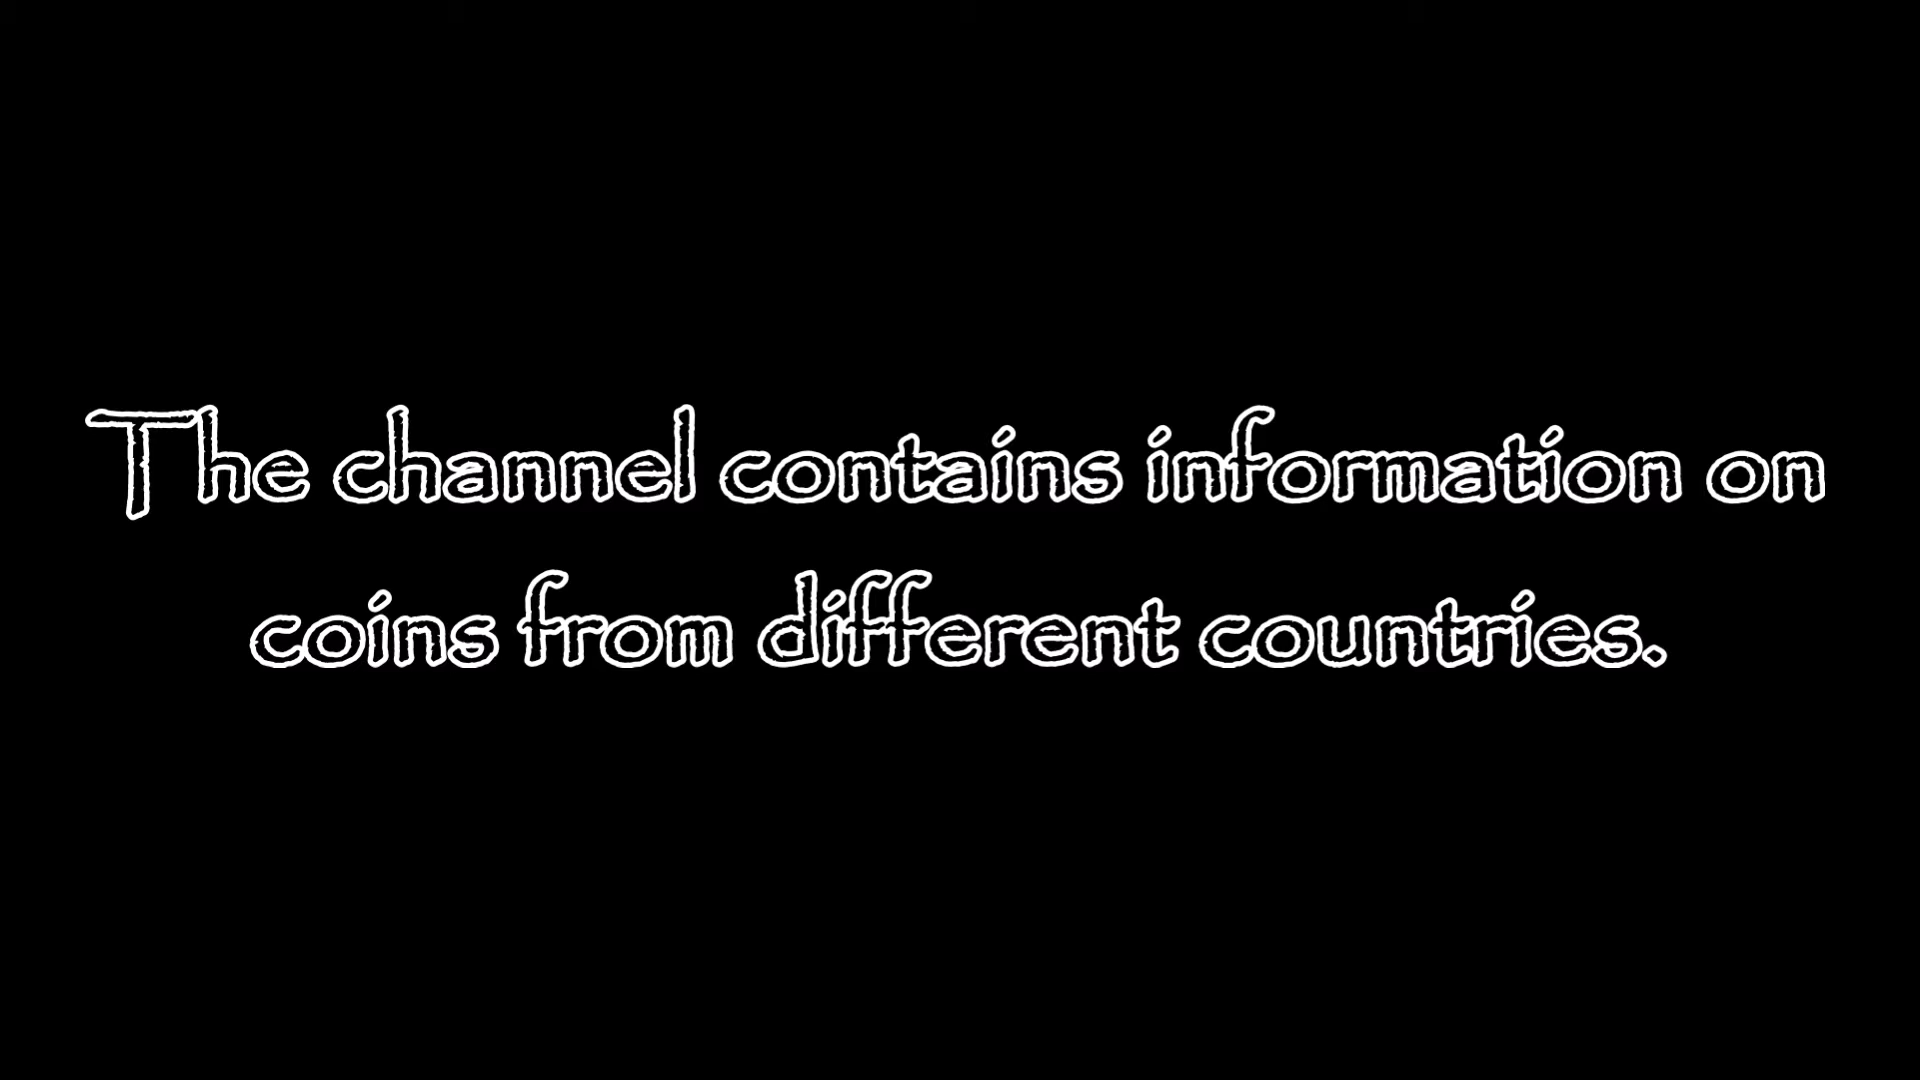 The channel contains information on
coins from different countries.